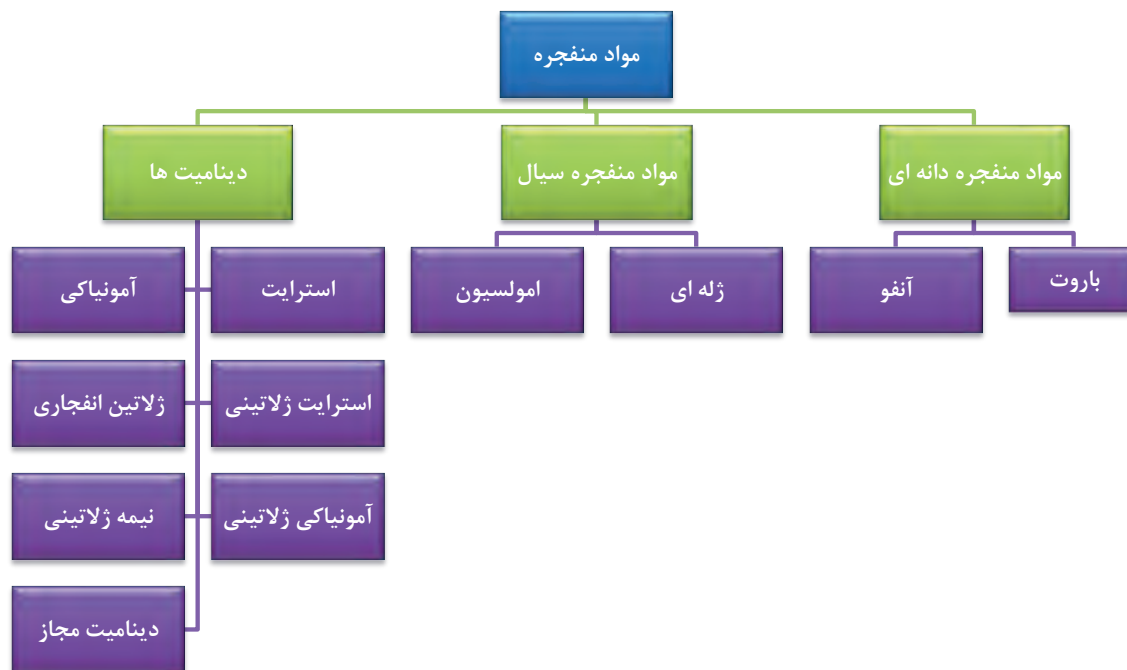 مواد منفجره
مواد منفجره دانه ای
مواد منفجره سیال
دینامیت ها
باروت
آنفو
ژله ای
امولسیون
استرایت
آمونیاکی
استرایت ژلاتینی
ژلاتین انفجاری
آمونیاکی ژلاتینی
نیمه ژلاتینی
دینامیت مجاز